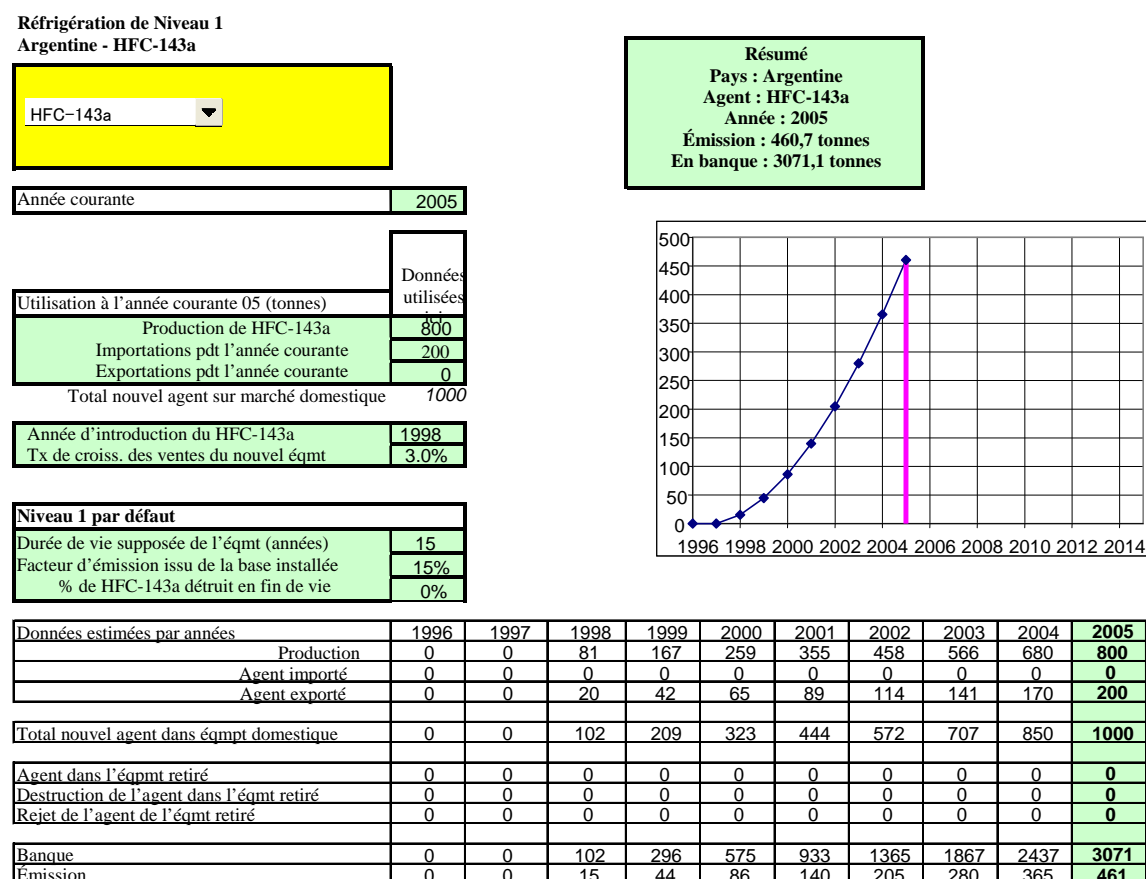 Réfrigération de Niveau 1
Argentine - HFC-143a
HFC-143a
Résumé
Pays : Argentine
Agent : HFC-143a
Année : 2005
Émission : 460,7 tonnes
En banque : 3071,1 tonnes
Année courante 2005
Données
utilisées
Utilisation à l'année courante 05 (tonnes)
Production de HFC-143a 800
Importations pdt l'année courante 200
Exportations pdt l'année courante 0
Total nouvel agent sur marché domestique 1000
Année d'introduction du HFC-143a 1998
Tx de croiss. des ventes du nouvel éqmt 3.0%
Niveau 1 par défaut
Durée de vie supposée de l'éqmt (années) 15
Facteur d'émission issu de la base installée 15%
% de HFC-143a détruit en fin de vie 0%
500
450
400
350
300
250
200
150
100
50
0
1996 1998 2000 2002 2004 2006 2008 2010 2012 2014
Données estimées par années 1996 1997 1998 1999 2000 2001 2002 2003 2004 2005
Production 0 0 81 167 259 355 458 566 680 800
Agent importé 0 0 0 0 0 0 0 0 0 0
Agent exporté 0 0 20 42 65 89 114 141 170 200
Total nouvel agent dans éqmpt domestique 0 0 102 209 323 444 572 707 850 1000
Agent dans l'éqpmt retiré 0 0 0 0 0 0 0 0 0 0
Destruction de l'agent dans l'éqmt retiré 0 0 0 0 0 0 0 0 0 0
Rejet de l'agent de l'éqmt retiré 0 0 0 0 0 0 0 0 0 0
Banque 0 0 102 296 575 933 1365 1867 2437 3071
Émission 0 0 15 44 86 140 205 280 365 461